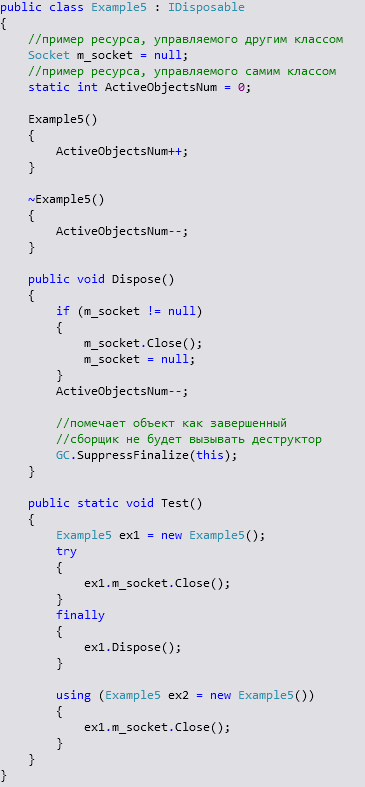 public class Example5 : IDisposable
{
    //пример ресурса, управляемого другим классом
    Socket m_socket = null;
    //пример ресурса, управляемого самим классом
    static int ActiveObjectsNum = 0;

    Example5()
    {
        ActiveObjectsNum++;
    }

    ~Example5()
    {
        ActiveObjectsNum--;
    }

    public void Dispose()
    {
        if (m_socket != null)
        {
            m_socket.Close();
            m_socket = null;
        }
        ActiveObjectsNum--;

        //помечает объект как завершенный
        //сборщик не будет вызывать деструктор
        GC.SuppressFinalize(this);
    }

    public static void Test()
    {
        Example5 ex1 = new Example5();
        try
        {
            ex1.m_socket.Close();
        }
        finally
        {
            ex1.Dispose();
        }

        using (Example5 ex2 = new Example5())
        {
            ex1.m_socket.Close();
        }
    }
}